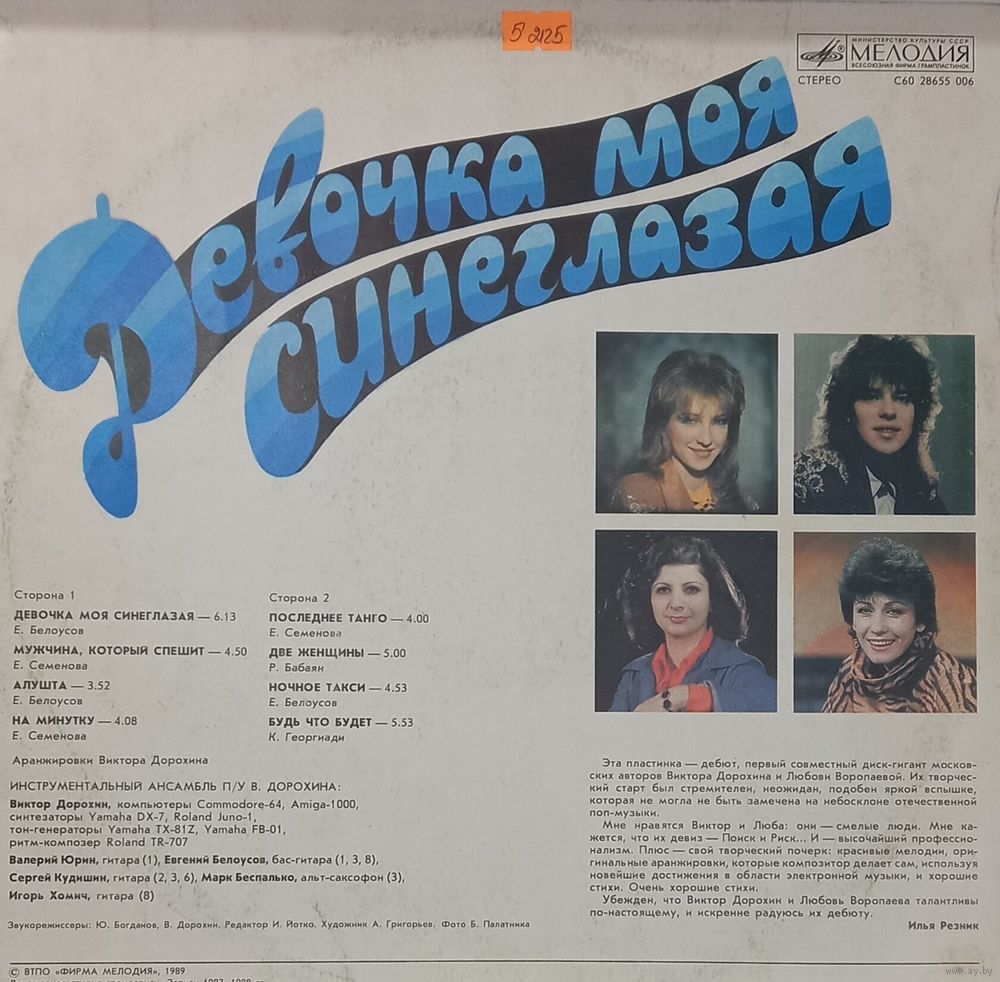 5 2125
МИНИСТЕРСТВО КУЛЬТУРЫ СССР
МЕЛОДИЯ
ВСЕСОЮЗНАЯ ФИРМА ГРАМПЛАСТИНОК
СТЕРЕО С60 28655 006
Девочка моя
синеглазая
Сторона 1
ДЕВОЧКА МОЯ СИНЕГЛАЗАЯ — 6.13
Е. Белоусов
МУЖЧИНА, КОТОРЫЙ СПЕШИТ — 4.50
Е. Семенова
АЛУШТА — 3.52
Е. Белоусов
НА МИНУТКУ — 4.08
Е. Семенова
Сторона 2
ПОСЛЕДНЕЕ ТАНГО — 4.00
Е. Семенова
ДВЕ ЖЕНЩИНЫ — 5.00
Р. Бабаян
НОЧНОЕ ТАКСИ — 4.53
Е. Белоусов
БУДЬ ЧТО БУДЕТ — 5.53
К. Георгиади
Аранжировки Виктора Дорохина
ИНСТРУМЕНТАЛЬНЫЙ АНСАМБЛЬ П/У В. ДОРОХИНА:
Виктор Дорохин, компьютеры Commodore-64, Amiga-1000,
синтезаторы Yamaha DX-7, Roland Juno-1,
тон-генераторы Yamaha TX-81Z, Yamaha FB-01,
ритм-композер Roland TR-707
Валерий Юрин, гитара (1), Евгений Белоусов, бас-гитара (1, 3, 8),
Сергей Кудишин, гитара (2, 3, 6), Марк Беспалько, альт-саксофон (3),
Игорь Хомич, гитара (8)
Звукорежиссеры: Ю. Богданов, В. Дорохин. Редактор И. Йотко. Художник А. Григорьев. Фото Б. Палатника
Эта пластинка — дебют, первый совместный диск-гигант москов-
ских авторов Виктора Дорохина и Любови Воропаевой. Их творчес-
кий старт был стремителен, неожидан, подобен яркой вспышке,
которая не могла не быть замечена на небосклоне отечественной
поп-музыки.
Мне нравятся Виктор и Люба: они — смелые люди. Мне ка-
жется, что их девиз — Поиск и Риск... И — высочайший профессио-
нализм. Плюс — свой творческий почерк: красивые мелодии, ори-
гинальные аранжировки, которые композитор делает сам, используя
новейшие достижения в области электронной музыки, и хорошие
стихи. Очень хорошие стихи.
Убежден, что Виктор Дорохин и Любовь Воропаева талантливы
по-настоящему, и искренне радуюсь их дебюту.
Илья Резник
© ВТПО «ФИРМА МЕЛОДИЯ», 1989
www.ay.by